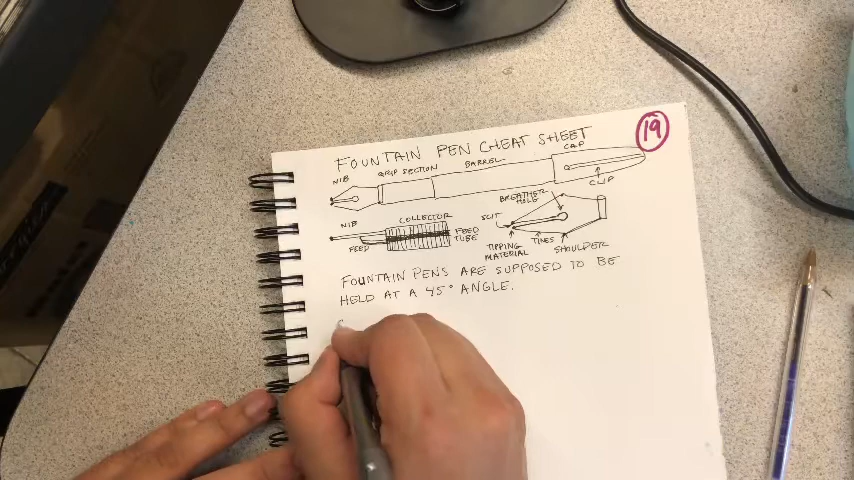 19
FOUNTAIN PEN CHEAT SHEET
NIB
GRIP SECTION
BARREL
CAP
CLIP
NIB
COLLECTOR
FEED
FEED TUBE
BREATHER HOLE
SLIT
TIPPING MATERIAL
TINES
SHOULDER
FOUNTAIN PENS ARE SUPPOSED TO BE
HELD AT A 45° ANGLE.